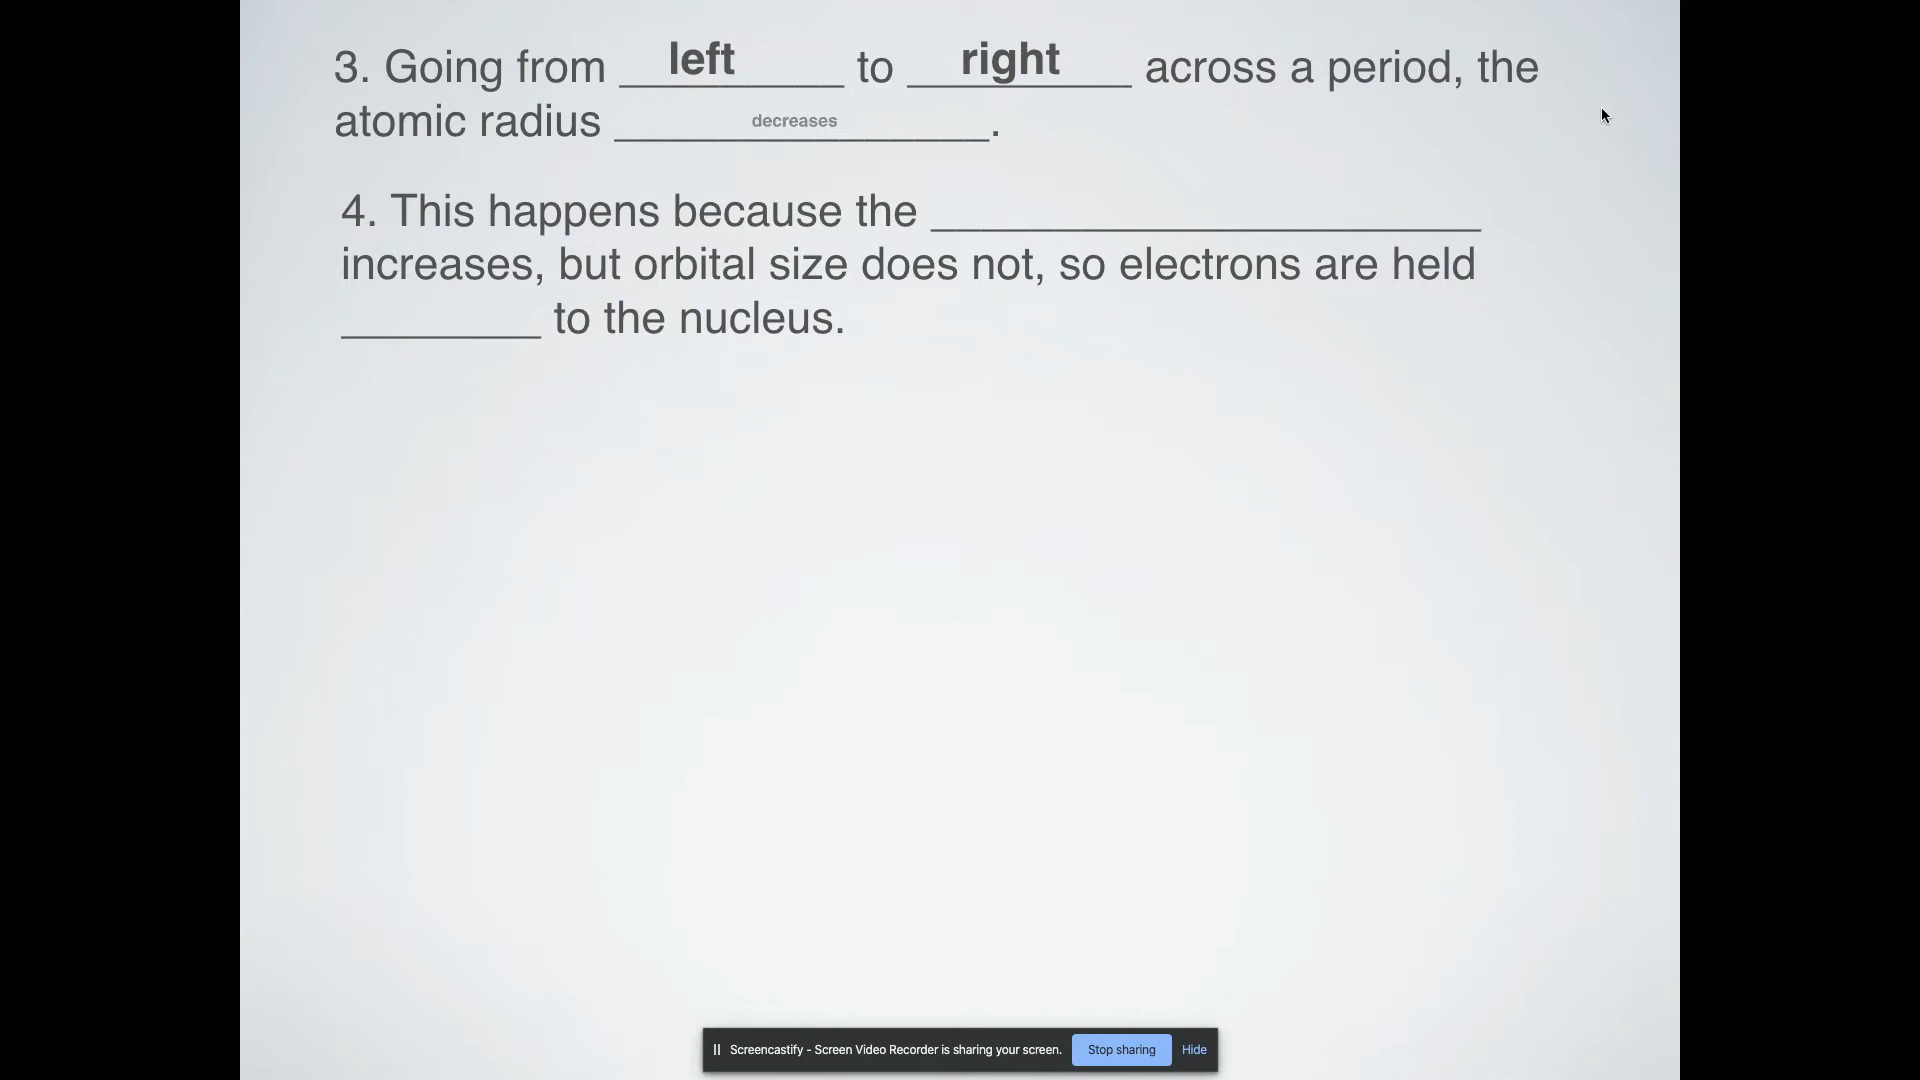 3. Going from left to right across a period, the
atomic radius decreases.
4. This happens because the ______________________
increases, but orbital size does not, so electrons are held
________ to the nucleus.
Screencastify - Screen Video Recorder is sharing your screen. Stop sharing Hide